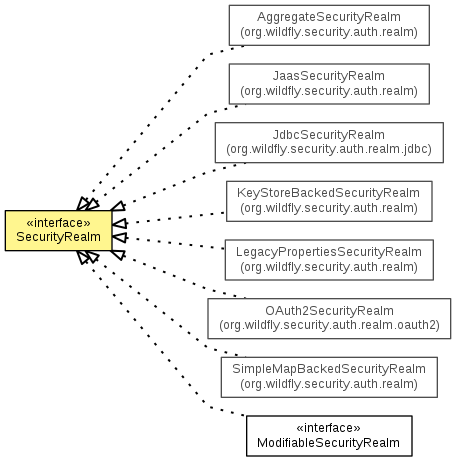 AggregateSecurityRealm
(org.wildfly.security.auth.realm)
JaasSecurityRealm
(org.wildfly.security.auth.realm)
JdbcSecurityRealm
(org.wildfly.security.auth.realm.jdbc)
KeyStoreBackedSecurityRealm
(org.wildfly.security.auth.realm)
«interface»
SecurityRealm
LegacyPropertiesSecurityRealm
(org.wildfly.security.auth.realm)
OAuth2SecurityRealm
(org.wildfly.security.auth.realm.oauth2)
SimpleMapBackedSecurityRealm
(org.wildfly.security.auth.realm)
«interface»
ModifiableSecurityRealm